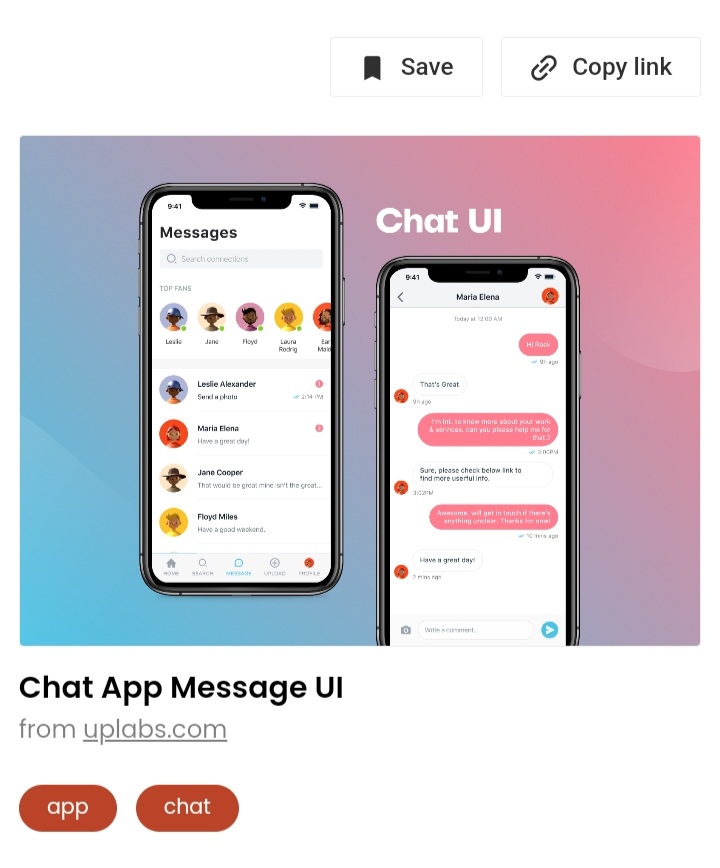 Save
Copy link
9:41
Messages
Search connections
TOP FANS
Leslie
Jane
Floyd
Laura
Rodrig
Ear
Maid
Leslie Alexander
1
Send a photo
2:14 PM
Maria Elena
2
Have a great day!
Jane Cooper
That would be great mine isn't the great...
Floyd Miles
Have a good weekend.
HOME
SEARCH
MESSAGE
UPLOAD
PROFILE
Chat UI
9:41
Maria Elena
Today at 12:00 AM
Hi Rock.
9h ago
That's Great
9h ago
I'm int. to know more about your work
& services. can you please help me for
that.?
3:00PM
Sure, please check below link to
find more userful info.
3:02PM
Awesome. will get in touch if there's
anything unclear. Thanks for now!
10 mins ago
Have a great day!
2 mins ago
Write a comment...
Chat App Message UI
from uplabs.com
app
chat